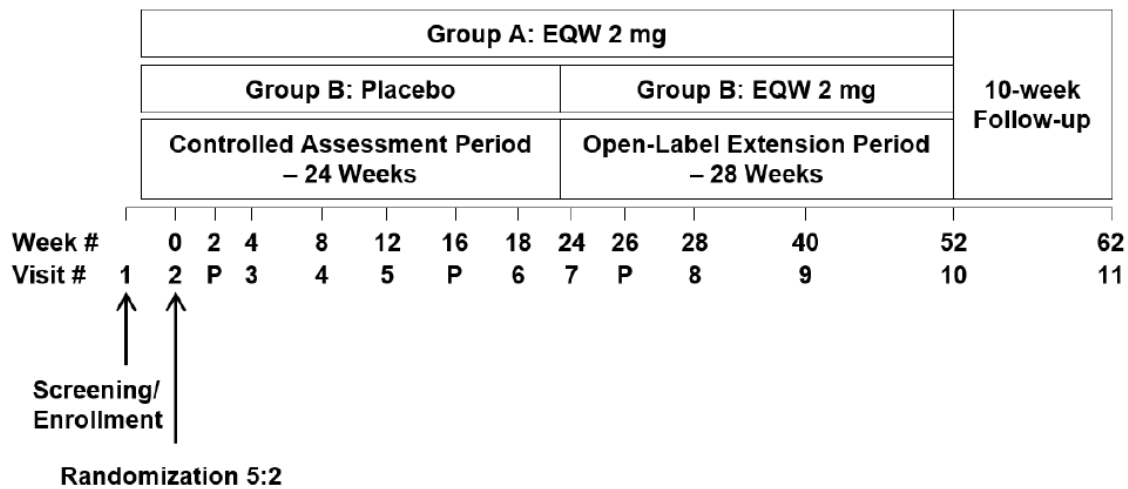 Group A: EQW 2 mg
Group B: Placebo
Group B: EQW 2 mg
10-week
Follow-up
Controlled Assessment Period
– 24 Weeks
Open-Label Extension Period
– 28 Weeks
Week # 0 2 4 8 12 16 18 24 26 28 40 52 62
Visit # 1 2 P 3 4 5 P 6 7 P 8 9 10 11
Screening/
Enrollment
Randomization 5:2